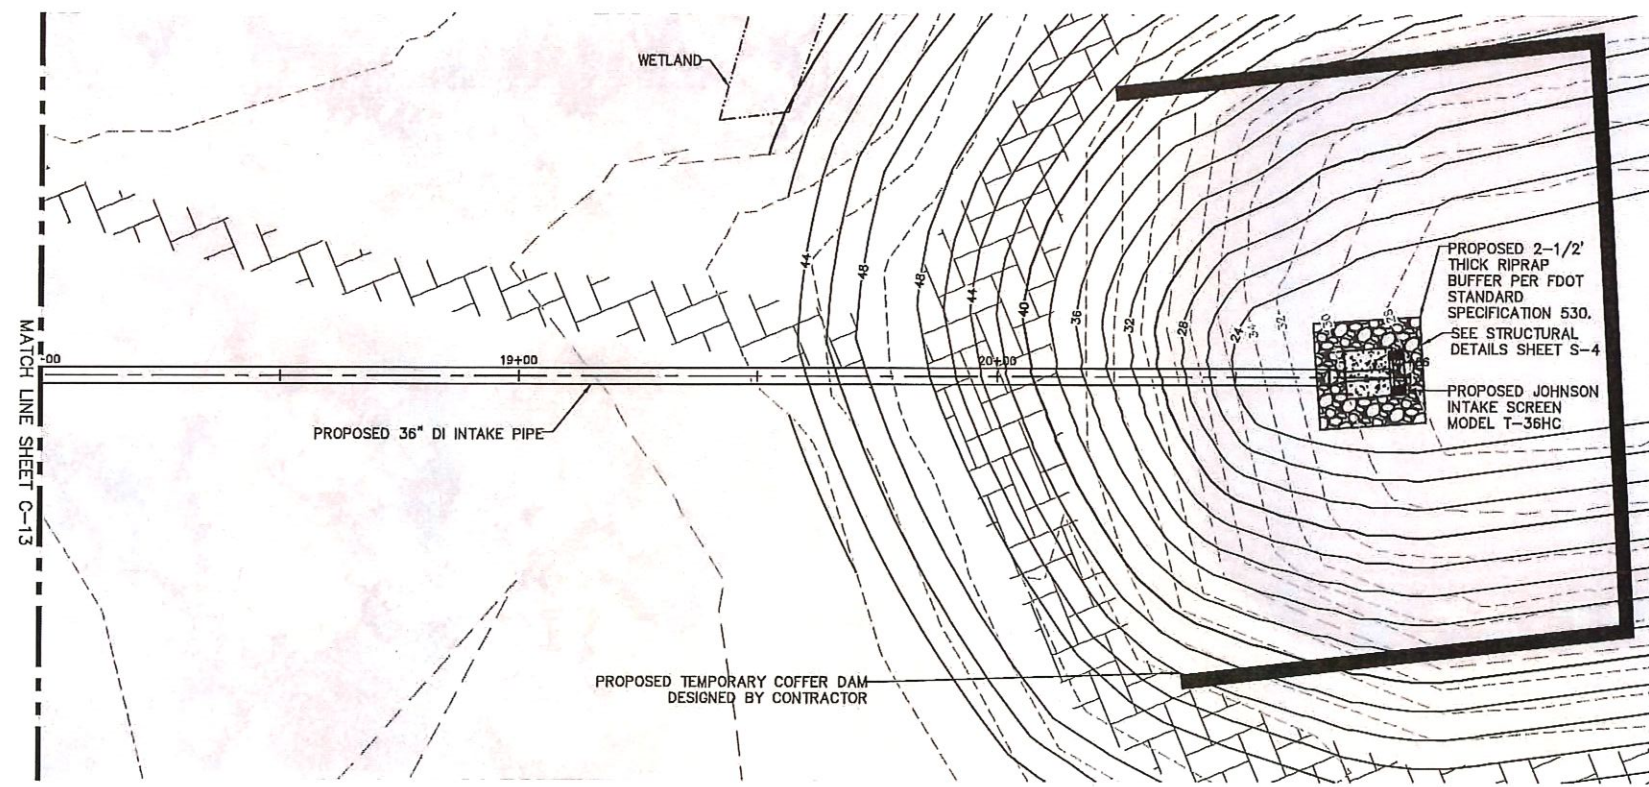 WETLAND
PROPOSED 2-1/2'
THICK RIPRAP
BUFFER PER FDOT
STANDARD
SPECIFICATION 530.
SEE STRUCTURAL
DETAILS SHEET S-4
PROPOSED JOHNSON
INTAKE SCREEN
MODEL T-36HC
44
48
48
44
40
36
32
28
24
34
32
30
28
-00
19+00
20+00
MATCH LINE SHEET C-13
PROPOSED 36" DI INTAKE PIPE
PROPOSED TEMPORARY COFFER DAM
DESIGNED BY CONTRACTOR